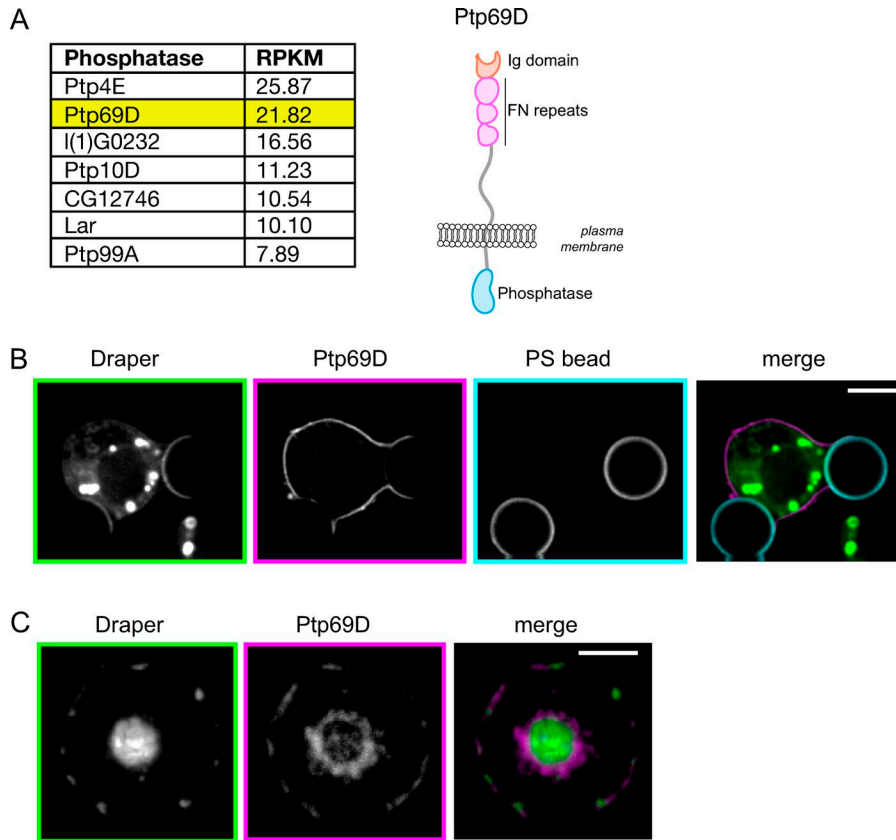 A
Phosphatase RPKM
Ptp4E 25.87
Ptp69D 21.82
l(1)G0232 16.56
Ptp10D 11.23
CG12746 10.54
Lar 10.10
Ptp99A 7.89
Ptp69D
Ig domain
FN repeats
plasma
membrane
Phosphatase
B
Draper Ptp69D PS bead merge
C
Draper Ptp69D merge